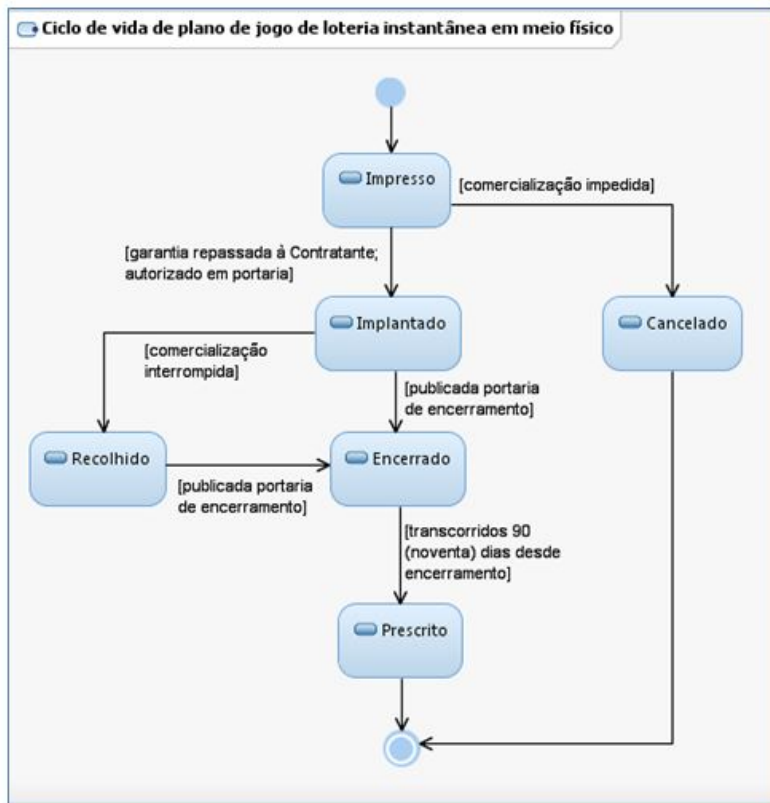 Ciclo de vida de plano de jogo de loteria instantânea em meio físico
Impresso
[comercialização impedida]
[garantia repassada à Contratante;
autorizado em portaria]
Implantado
Cancelado
[comercialização
interrompida]
[publicada portaria
de encerramento]
Recolhido
Encerrado
[publicada portaria
de encerramento]
[transcorridos 90
(noventa) dias desde
encerramento]
Prescrito